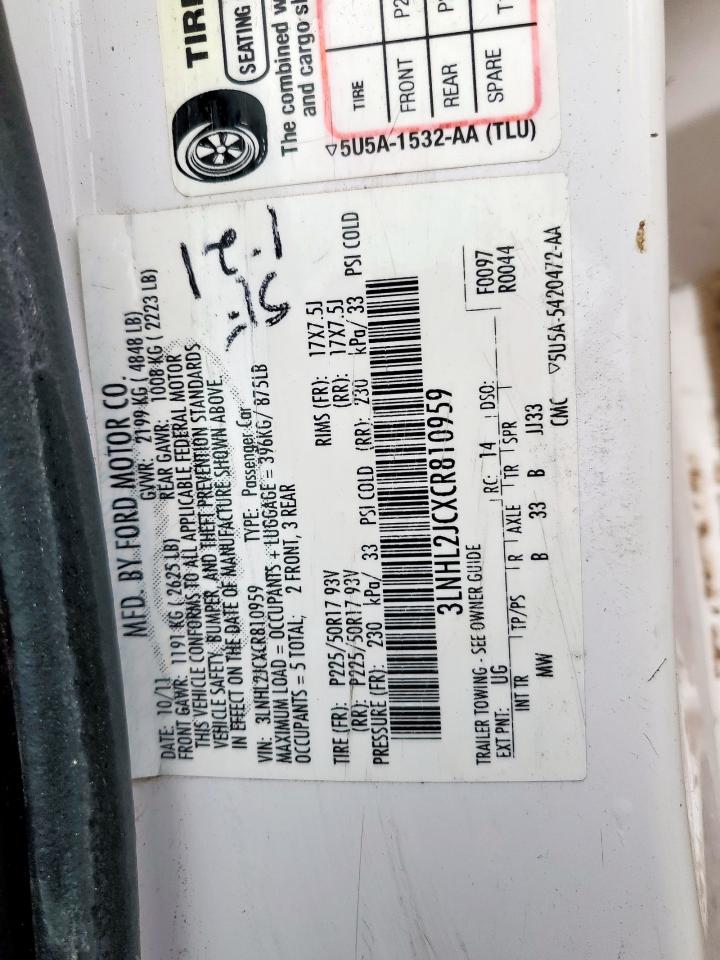 TIRE
SEATING
The combined w
and cargo s
TIRE
FRONT P2
REAR P
SPARE T
▽5U5A-1532-AA (TLU)
MFD. BY FORD MOTOR CO.
DATE: 10/11 GVWR: 2199 KG ( 4848 LB)
FRONT GAWR: 1191 KG ( 2625 LB) REAR GAWR: 1008 KG ( 2223 LB)
THIS VEHICLE CONFORMS TO ALL APPLICABLE FEDERAL MOTOR
VEHICLE SAFETY, BUMPER, AND THEFT PREVENTION STANDARDS
IN EFFECT ON THE DATE OF MANUFACTURE SHOWN ABOVE.
VIN: 3LNHL2JCXCR810959 TYPE: Passenger Car
MAXIMUM LOAD = OCCUPANTS + LUGGAGE = 396KG/ 875LB
OCCUPANTS = 5 TOTAL; 2 FRONT, 3 REAR
TIRE (FR): P225/50R17 93V RIMS (FR): 17X7.5J
(RR): P225/50R17 93V (RR): 17X7.5J
PRESSURE (FR): 230 kPa/ 33 PSI COLD (RR): 230 kPa/ 33 PSI COLD
3LNHL2JCXCR810959
TRAILER TOWING - SEE OWNER GUIDE
EXT PNT: UG RC: 14 DSO: F0097
R0044
INT TR TP/PS R AXLE TR SPR
MW B 33 B JJ33
CMC ▽5U5A-5420472-AA